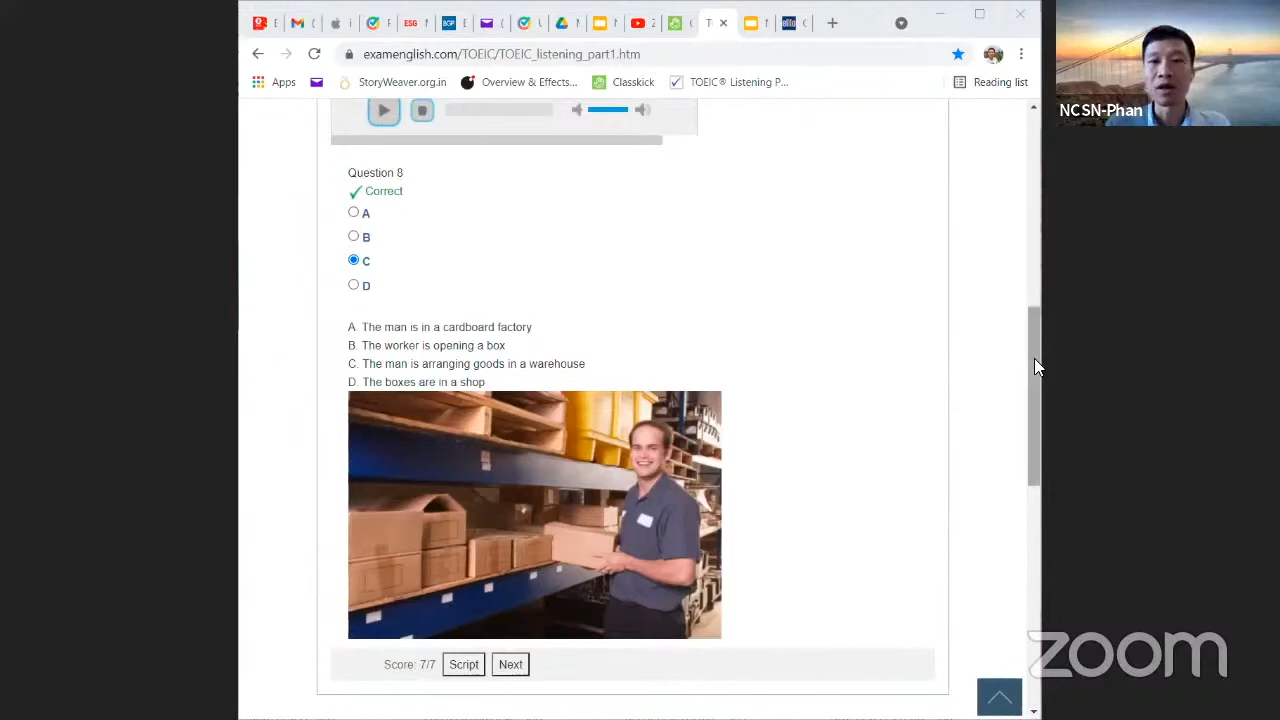 ESG
BCP
examenglish.com/TOEIC/TOEIC_listening_part1.htm
Apps
StoryWeaver.org.in
Overview & Effects...
Classkick
TOEIC® Listening P...
Reading list
NCSN-Phan
Question 8
Correct
A
B
C
D
A. The man is in a cardboard factory
B. The worker is opening a box
C. The man is arranging goods in a warehouse
D. The boxes are in a shop
Score: 7/7
Script
Next
zoom